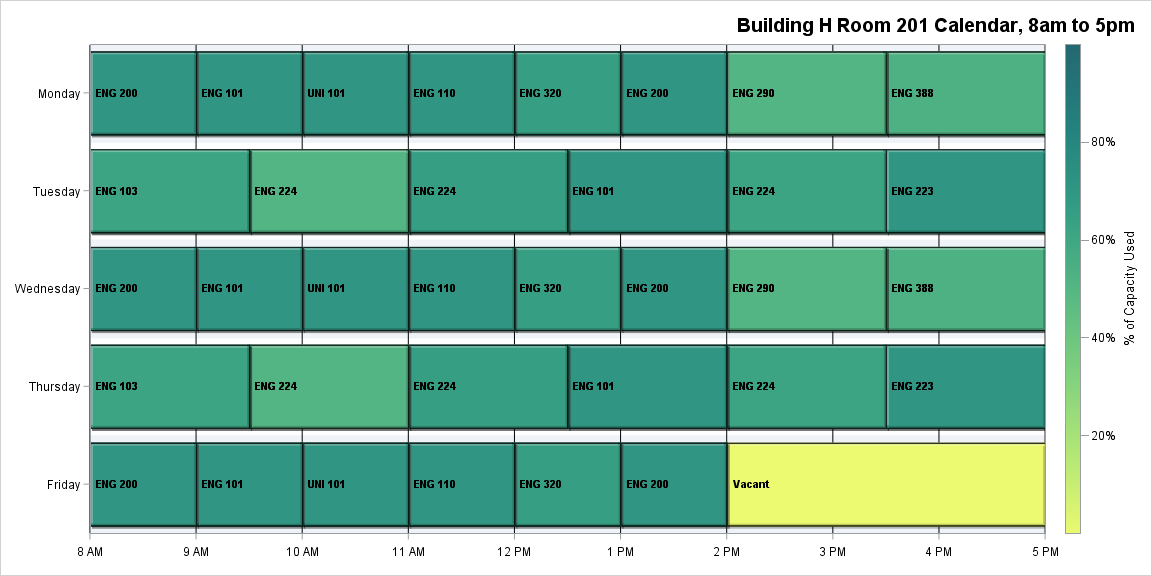 Building H Room 201 Calendar, 8am to 5pm
Monday
ENG 200
ENG 101
UNI 101
ENG 110
ENG 320
ENG 200
ENG 290
ENG 388
Tuesday
ENG 103
ENG 224
ENG 224
ENG 101
ENG 224
ENG 223
Wednesday
ENG 200
ENG 101
UNI 101
ENG 110
ENG 320
ENG 200
ENG 290
ENG 388
Thursday
ENG 103
ENG 224
ENG 224
ENG 101
ENG 224
ENG 223
Friday
ENG 200
ENG 101
UNI 101
ENG 110
ENG 320
ENG 200
Vacant
8 AM
9 AM
10 AM
11 AM
12 PM
1 PM
2 PM
3 PM
4 PM
5 PM
80%
60%
40%
20%
% of Capacity Used